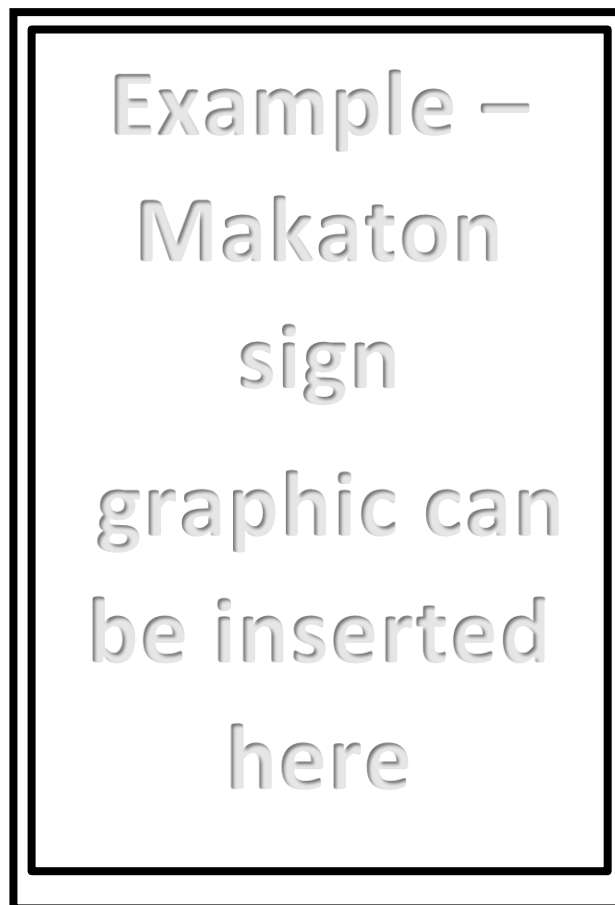 Example –
Makaton
sign
graphic can
be inserted
here